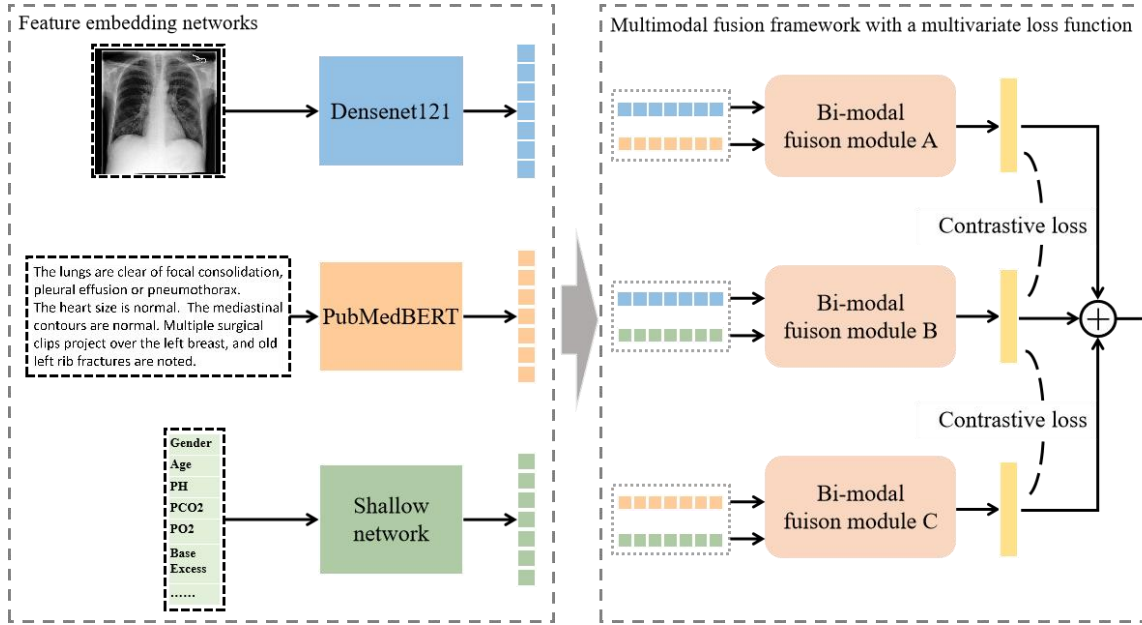 Feature embedding networks
Densenet121
The lungs are clear of focal consolidation,
pleural effusion or pneumothorax.
The heart size is normal.  The mediastinal
contours are normal. Multiple surgical
clips project over the left breast, and old
left rib fractures are noted.
PubMedBERT
Gender
Age
PH
PCO2
PO2
Base
Excess
......
Shallow
network
Multimodal fusion framework with a multivariate loss function
Bi-modal
fuison module A
Contrastive loss
Bi-modal
fuison module B
Contrastive loss
Bi-modal
fuison module C